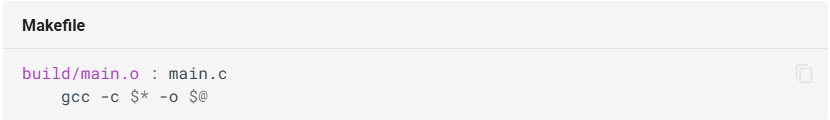 Makefile
build/main.o : main.c
    gcc -c $* -o $@